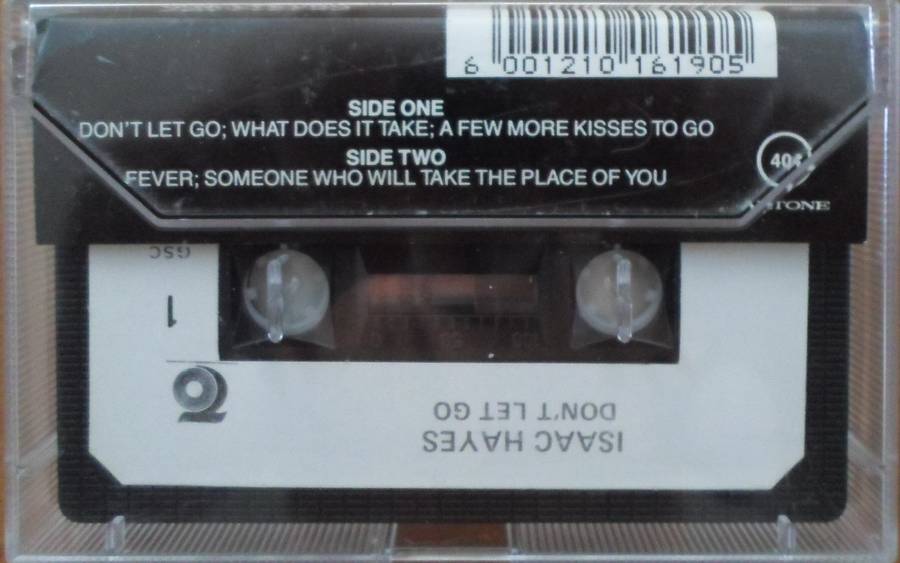 6 001210 161905
SIDE ONE
DON'T LET GO; WHAT DOES IT TAKE; A FEW MORE KISSES TO GO
SIDE TWO
FEVER; SOMEONE WHO WILL TAKE THE PLACE OF YOU
GSC
1
DON'T LET GO
ISAAC HAYES